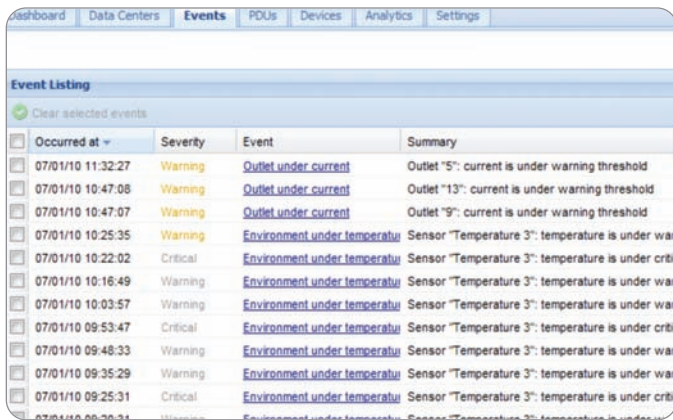 Dashboard Data Centers Events PDUs Devices Analytics Settings
Event Listing
Clear selected events
Occurred at Severity Event Summary
07/01/10 11:32:27 Warning Outlet under current Outlet "5": current is under warning threshold
07/01/10 10:47:08 Warning Outlet under current Outlet "13": current is under warning threshold
07/01/10 10:47:07 Warning Outlet under current Outlet "9": current is under warning threshold
07/01/10 10:25:35 Warning Environment under temperatu Sensor "Temperature 3": temperature is under wa
07/01/10 10:22:02 Critical Environment under temperatu Sensor "Temperature 3": temperature is under criti
07/01/10 10:16:49 Warning Environment under temperatu Sensor "Temperature 3": temperature is under wa
07/01/10 10:03:57 Warning Environment under temperatu Sensor "Temperature 3": temperature is under wa
07/01/10 09:53:47 Critical Environment under temperatu Sensor "Temperature 3": temperature is under criti
07/01/10 09:48:33 Warning Environment under temperatu Sensor "Temperature 3": temperature is under wa
07/01/10 09:35:29 Warning Environment under temperatu Sensor "Temperature 3": temperature is under wa
07/01/10 09:25:31 Critical Environment under temperatu Sensor "Temperature 3": temperature is under criti